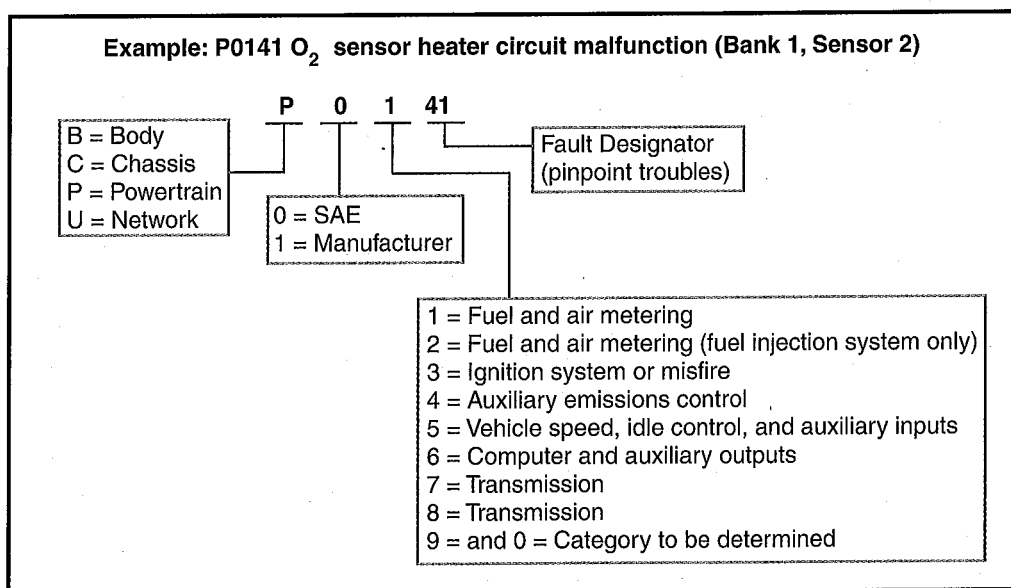 Example: P0141 O2 sensor heater circuit malfunction (Bank 1, Sensor 2)
P 0 1 41
B = Body
C = Chassis
P = Powertrain
U = Network
Fault Designator
(pinpoint troubles)
0 = SAE
1 = Manufacturer
1 = Fuel and air metering
2 = Fuel and air metering (fuel injection system only)
3 = Ignition system or misfire
4 = Auxiliary emissions control
5 = Vehicle speed, idle control, and auxiliary inputs
6 = Computer and auxiliary outputs
7 = Transmission
8 = Transmission
9 = and 0 = Category to be determined